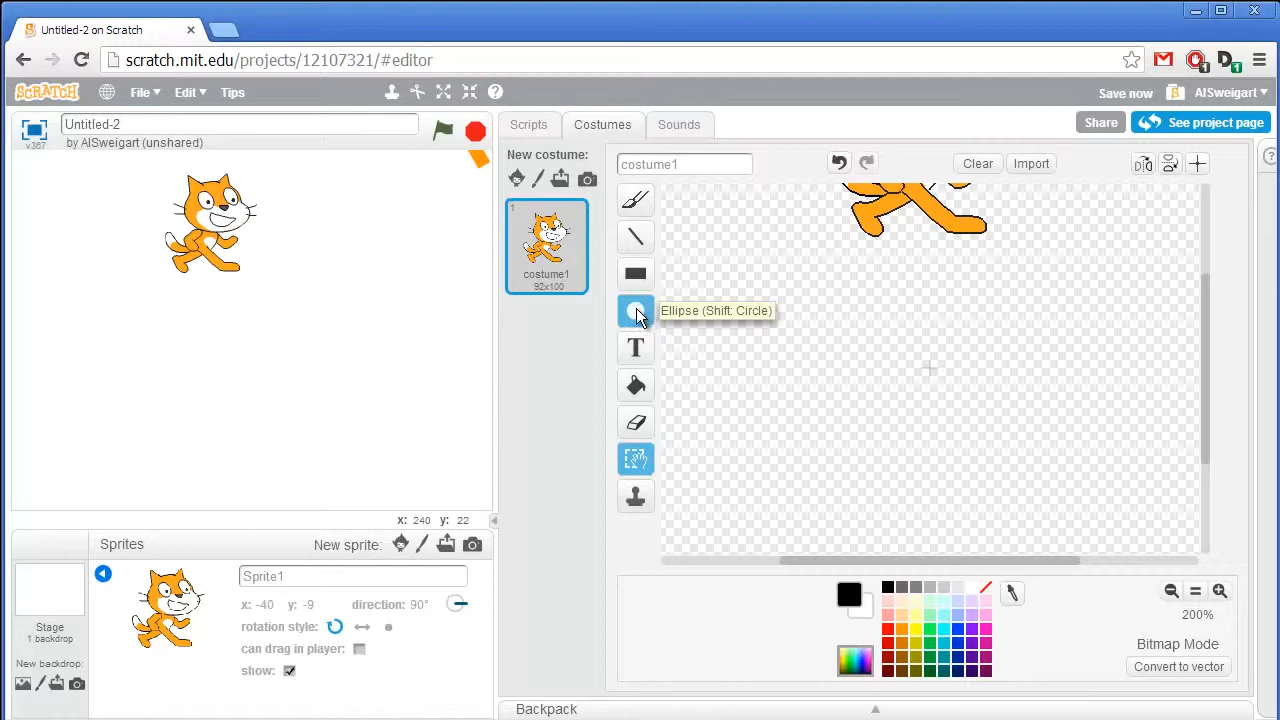 Untitled-2 on Scratch
scratch.mit.edu/projects/12107321/#editor
SCRATCH File Edit Tips Save now AlSweigart
v387 Untitled-2
by AlSweigart (unshared)
Scripts Costumes Sounds Share See project page
New costume:
costume1 Clear Import
1
costume1
92x100
Ellipse (Shift: Circle)
T
x: 240 y: 22
Sprites New sprite:
Sprite1
x: -40 y: -9 direction: 90°
rotation style:
can drag in player:
show:
Stage
1 backdrop
New backdrop:
200%
Bitmap Mode
Convert to vector
Backpack